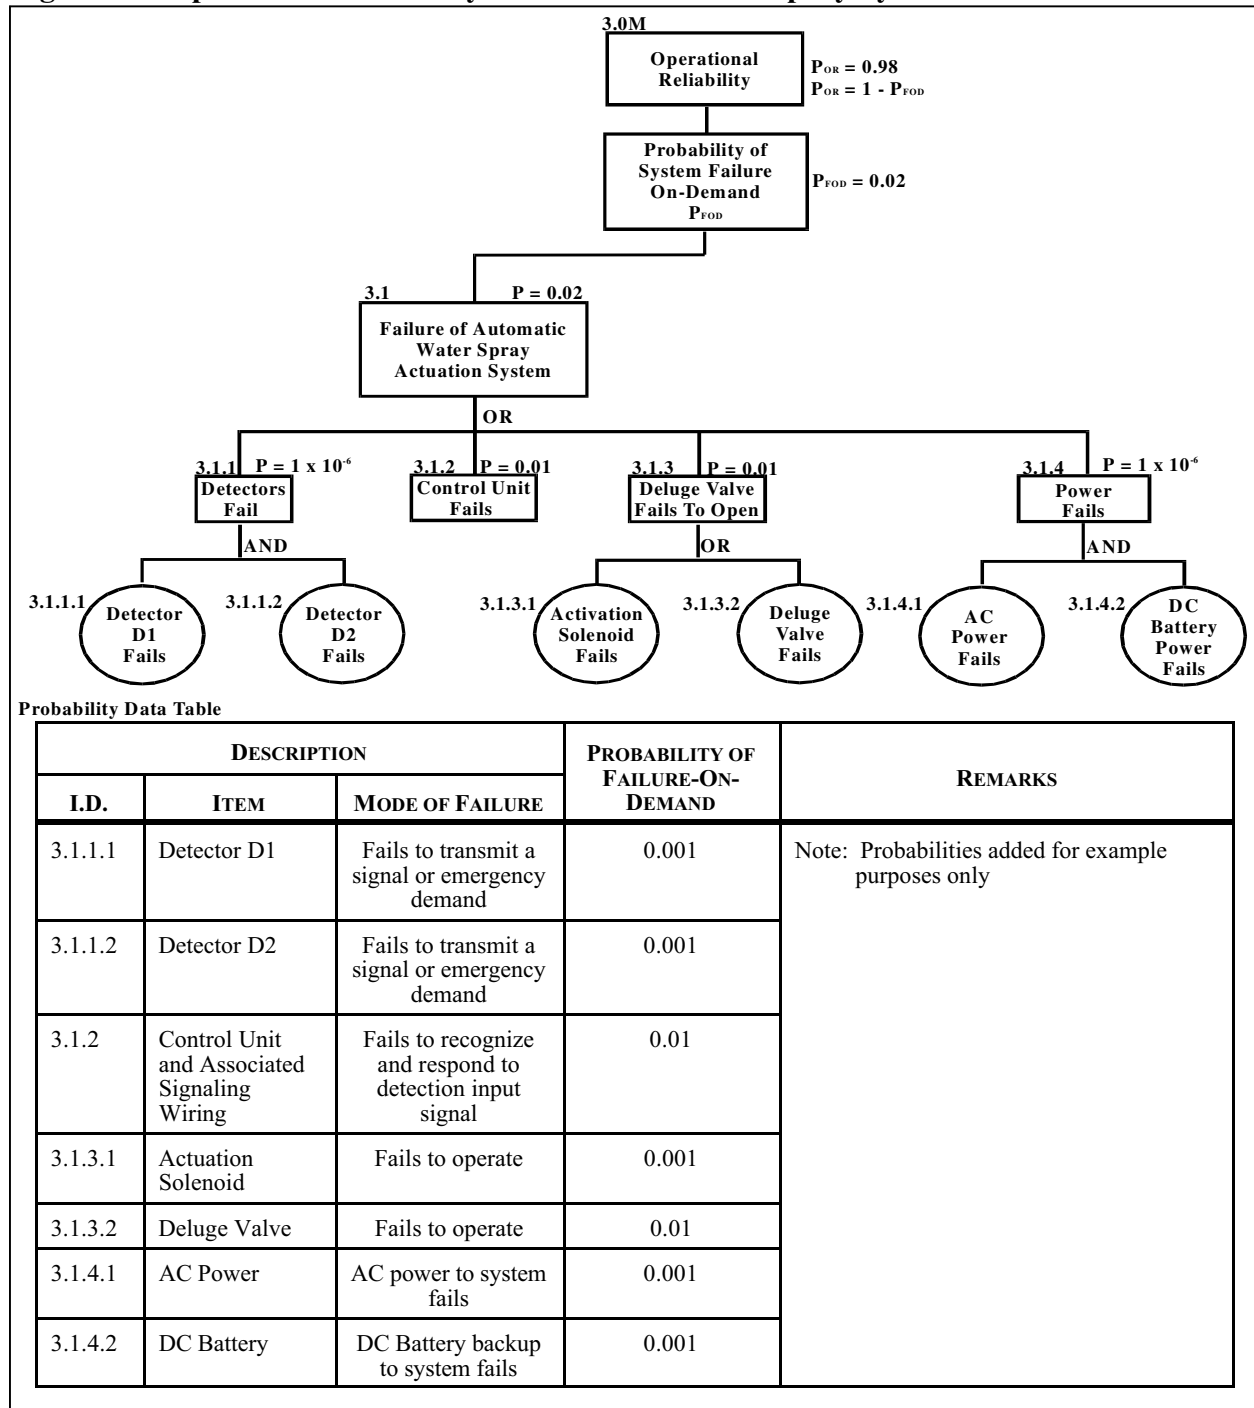 3.0M
Operational
Reliability
POR = 0.98
POR = 1 - PFOD
Probability of
System Failure
On-Demand
PFOD
PFOD = 0.02
3.1 P = 0.02
Failure of Automatic
Water Spray
Actuation System
OR
3.1.1 P = 1 x 10⁻⁶
Detectors
Fail
3.1.2 P = 0.01
Control Unit
Fails
3.1.3 P = 0.01
Deluge Valve
Fails To Open
3.1.4 P = 1 x 10⁻⁶
Power
Fails
AND
OR
AND
3.1.1.1
Detector
D1
Fails
3.1.1.2
Detector
D2
Fails
3.1.3.1
Activation
Solenoid
Fails
3.1.3.2
Deluge
Valve
Fails
3.1.4.1
AC
Power
Fails
3.1.4.2
DC
Battery
Power
Fails
Probability Data Table
DESCRIPTION
PROBABILITY OF
FAILURE-ON-
DEMAND
REMARKS
I.D. ITEM MODE OF FAILURE
3.1.1.1 Detector D1 Fails to transmit a 0.001 Note: Probabilities added for example
signal or emergency purposes only
demand
3.1.1.2 Detector D2 Fails to transmit a 0.001
signal or emergency
demand
3.1.2 Control Unit Fails to recognize 0.01
and Associated and respond to
Signaling detection input
Wiring signal
3.1.3.1 Actuation Fails to operate 0.001
Solenoid
3.1.3.2 Deluge Valve Fails to operate 0.01
3.1.4.1 AC Power AC power to system 0.001
fails
3.1.4.2 DC Battery DC Battery backup 0.001
to system fails